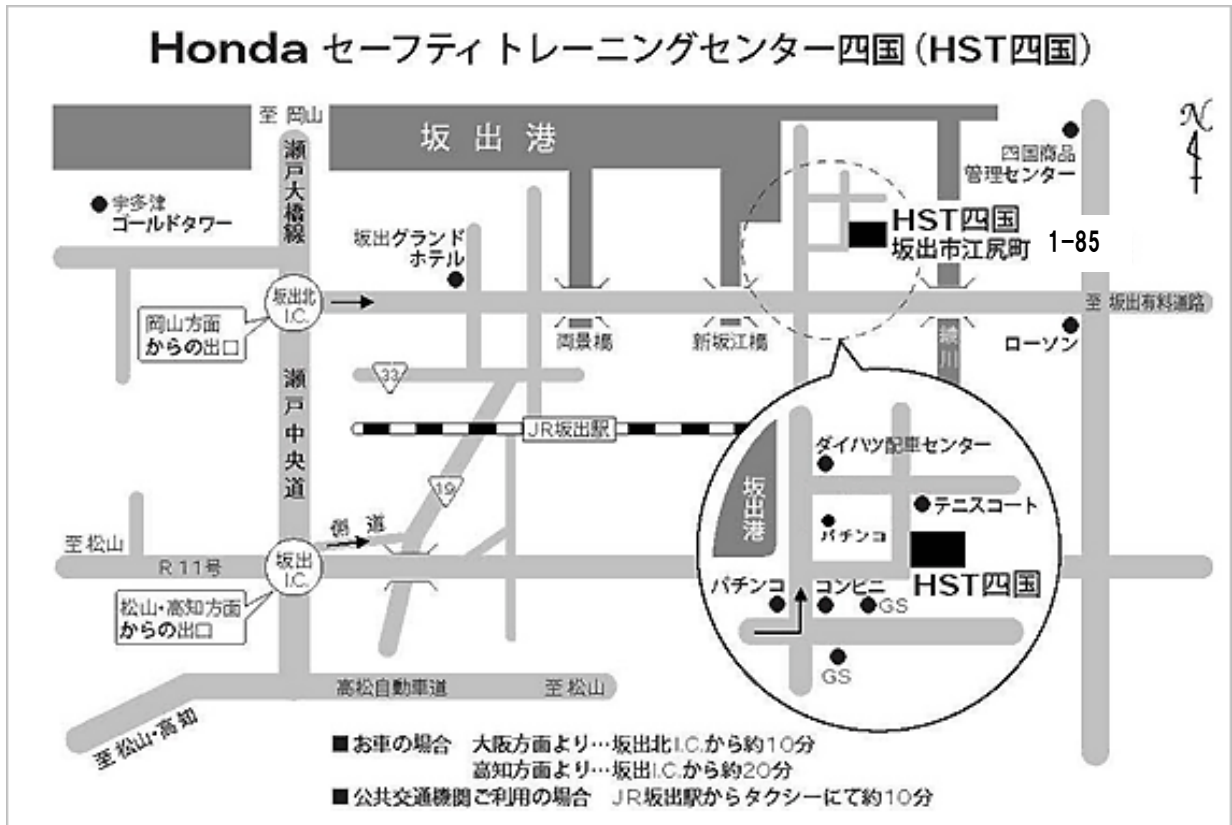 Honda セーフティ トレーニングセンター四国 (HST四国)
至 岡山
坂出港
瀬戸大橋線
N
四国商品
管理センター
宇多津
ゴールドタワー
坂出グランド
ホテル
HST四国
坂出市江尻町 1-85
坂出北
I.C.
至 坂出有料道路
岡山方面
からの出口
両景橋
新坂江橋
綾川
ローソン
33
瀬戸中央道
JR坂出駅
19
側道
至松山
R 11号
坂出
I.C.
松山・高知方面
からの出口
ダイハツ配車センター
坂出港
テニスコート
パチンコ
HST四国
パチンコ
コンビニ
GS
GS
高松自動車道
至 松山
至 松山・高知
■お車の場合 大阪方面より…坂出北I.C.から約10分
高知方面より…坂出I.C.から約20分
■公共交通機関ご利用の場合 JR坂出駅からタクシーにて約10分